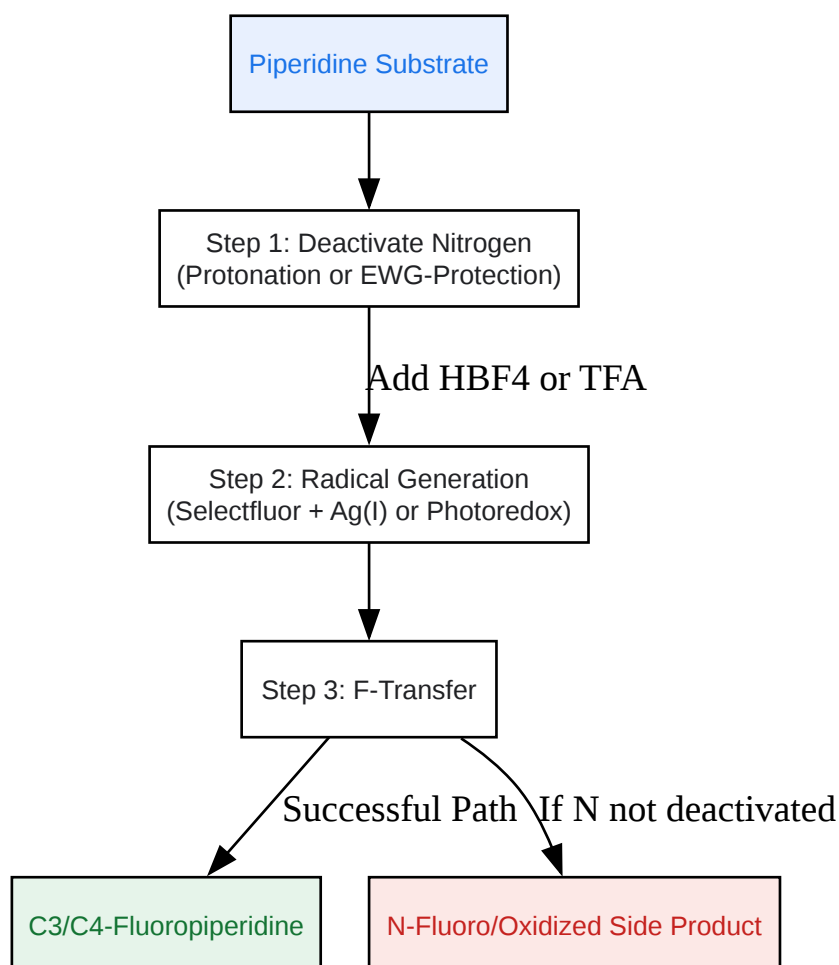 Piperidine Substrate
Step 1: Deactivate Nitrogen
(Protonation or EWG-Protection)
Add HBF4 or TFA
Step 2: Radical Generation
(Selectfluor + Ag(I) or Photoredox)
Step 3: F-Transfer
Successful Path
If N not deactivated
C3/C4-Fluoropiperidine
N-Fluoro/Oxidized Side Product